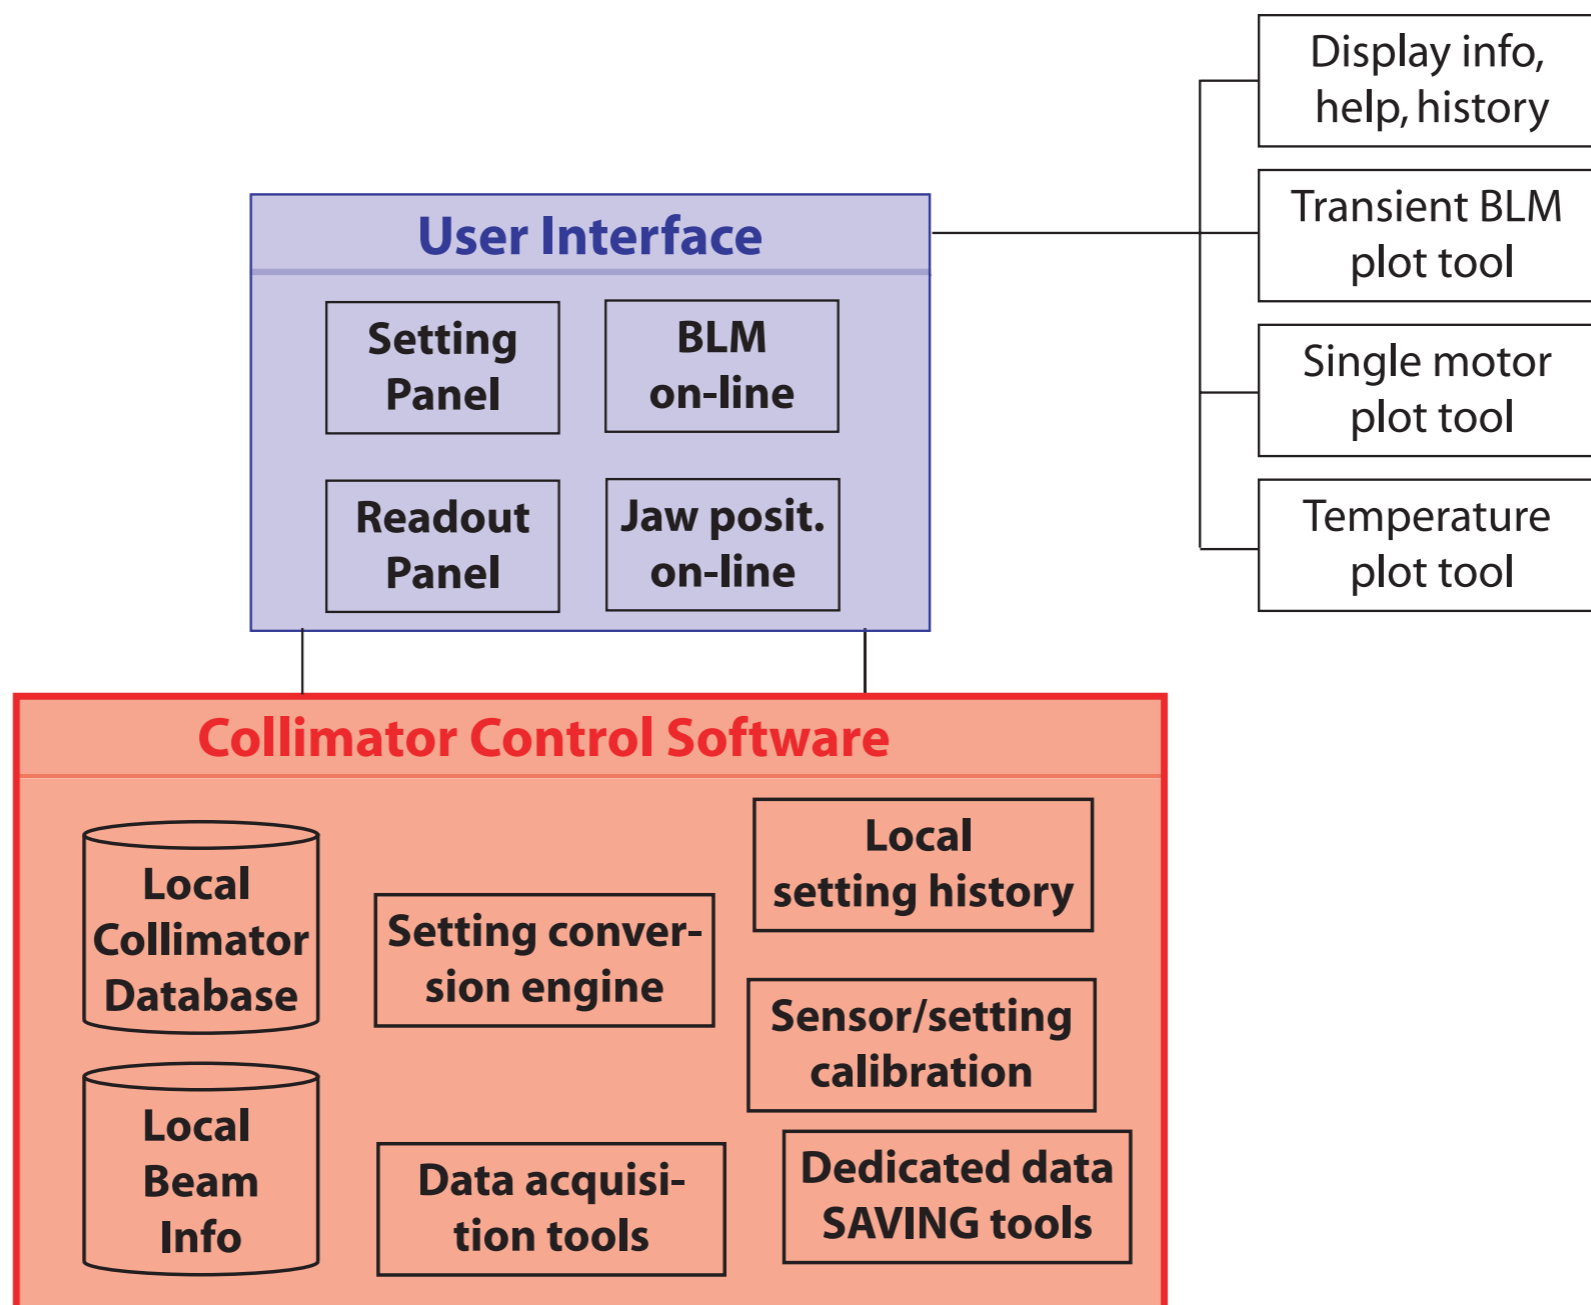 Display info,
help, history
Transient BLM
plot tool
Single motor
plot tool
Temperature
plot tool
User Interface
Setting
Panel
BLM
on-line
Readout
Panel
Jaw posit.
on-line
Collimator Control Software
Local
Collimator
Database
Setting conver-
sion engine
Local
setting history
Sensor/setting
calibration
Local
Beam
Info
Data acquisi-
tion tools
Dedicated data
SAVING tools